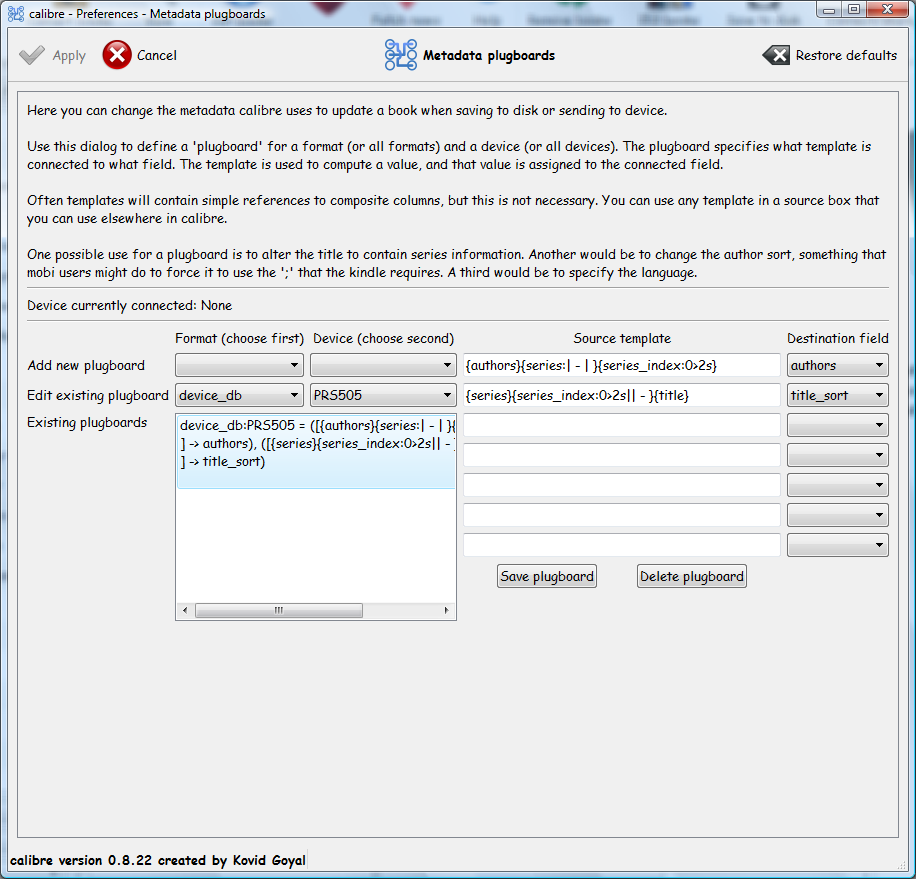 calibre - Preferences - Metadata plugboards
Apply
Cancel
Metadata plugboards
Restore defaults
Here you can change the metadata calibre uses to update a book when saving to disk or sending to device.
Use this dialog to define a 'plugboard' for a format (or all formats) and a device (or all devices). The plugboard specifies what template is
connected to what field. The template is used to compute a value, and that value is assigned to the connected field.
Often templates will contain simple references to composite columns, but this is not necessary. You can use any template in a source box that
you can use elsewhere in calibre.
One possible use for a plugboard is to alter the title to contain series information. Another would be to change the author sort, something that
mobi users might do to force it to use the ';' that the kindle requires. A third would be to specify the language.
Device currently connected: None
Format (choose first) Device (choose second) Source template Destination field
Add new plugboard {authors}{series:| - | }{series_index:0>2s} authors
Edit existing plugboard device_db PRS505 {series}{series_index:0>2s|| - }{title} title_sort
Existing plugboards
device_db:PRS505 = ([{authors}{series:| - | }{
] -> authors), ([{series}{series_index:0>2s|| -
] -> title_sort)
Save plugboard Delete plugboard
calibre version 0.8.22 created by Kovid Goyal